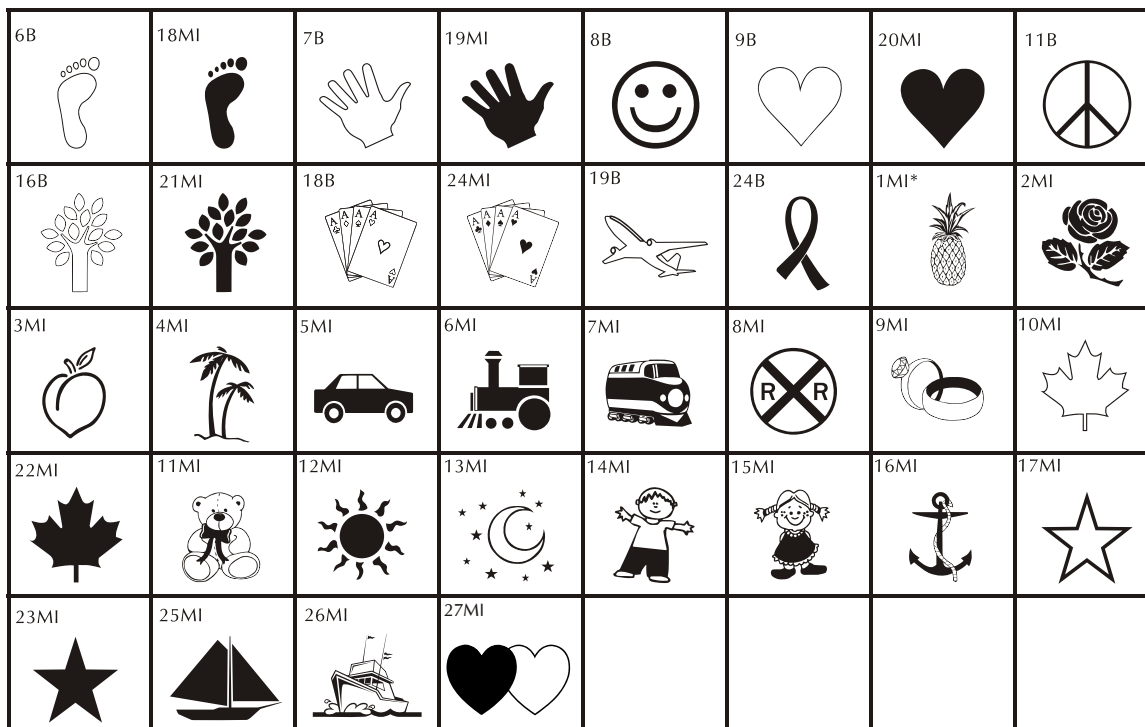 6B 18MI 7B 19MI 8B 9B 20MI 11B
16B 21MI 18B 24MI 19B 24B 1MI* 2MI
A A A A A
A A A A A
3MI 4MI 5MI 6MI 7MI 8MI 9MI 10MI
R R
22MI 11MI 12MI 13MI 14MI 15MI 16MI 17MI
23MI 25MI 26MI 27MI